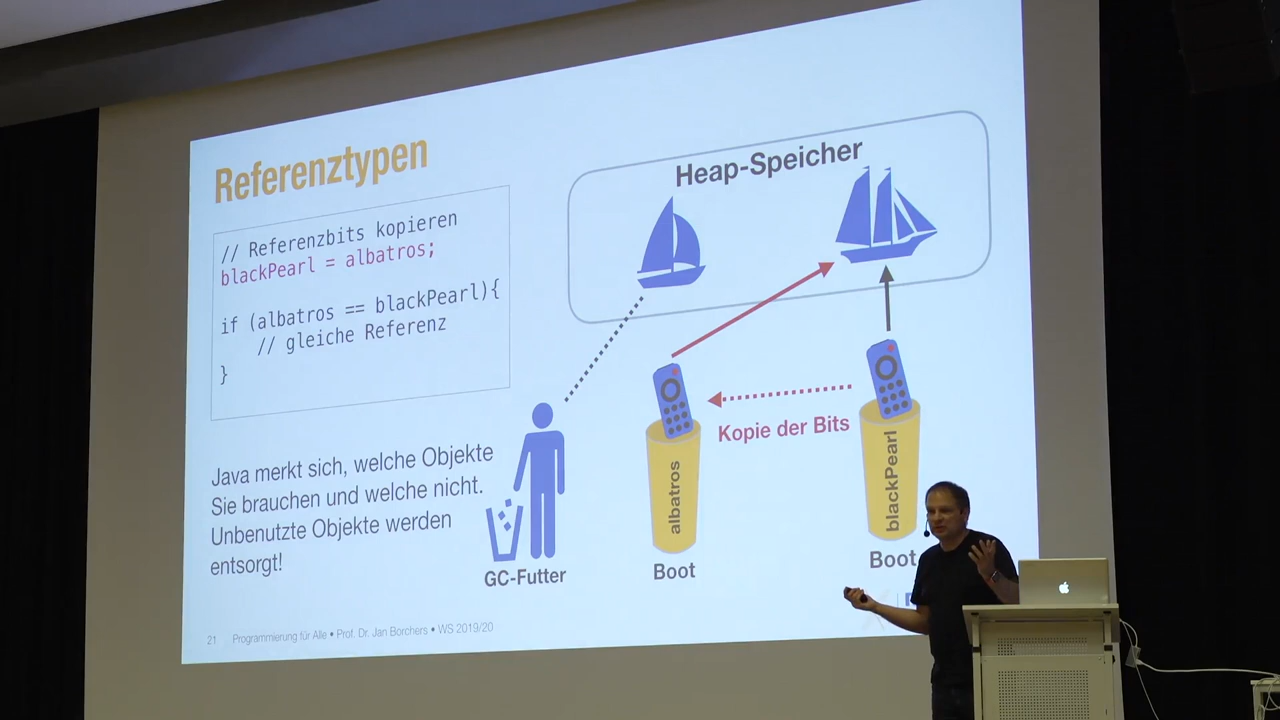 Referenztypen
// Referenzbits kopieren
blackPearl = albatros;
if (albatros == blackPearl){
// gleiche Referenz
}
Java merkt sich, welche Objekte
Sie brauchen und welche nicht.
Unbenutzte Objekte werden
entsorgt!
Heap-Speicher
Kopie der Bits
albatros
blackPearl
GC-Futter
Boot
Boot
21 Programmierung für Alle • Prof. Dr. Jan Borchers • WS 2019/20